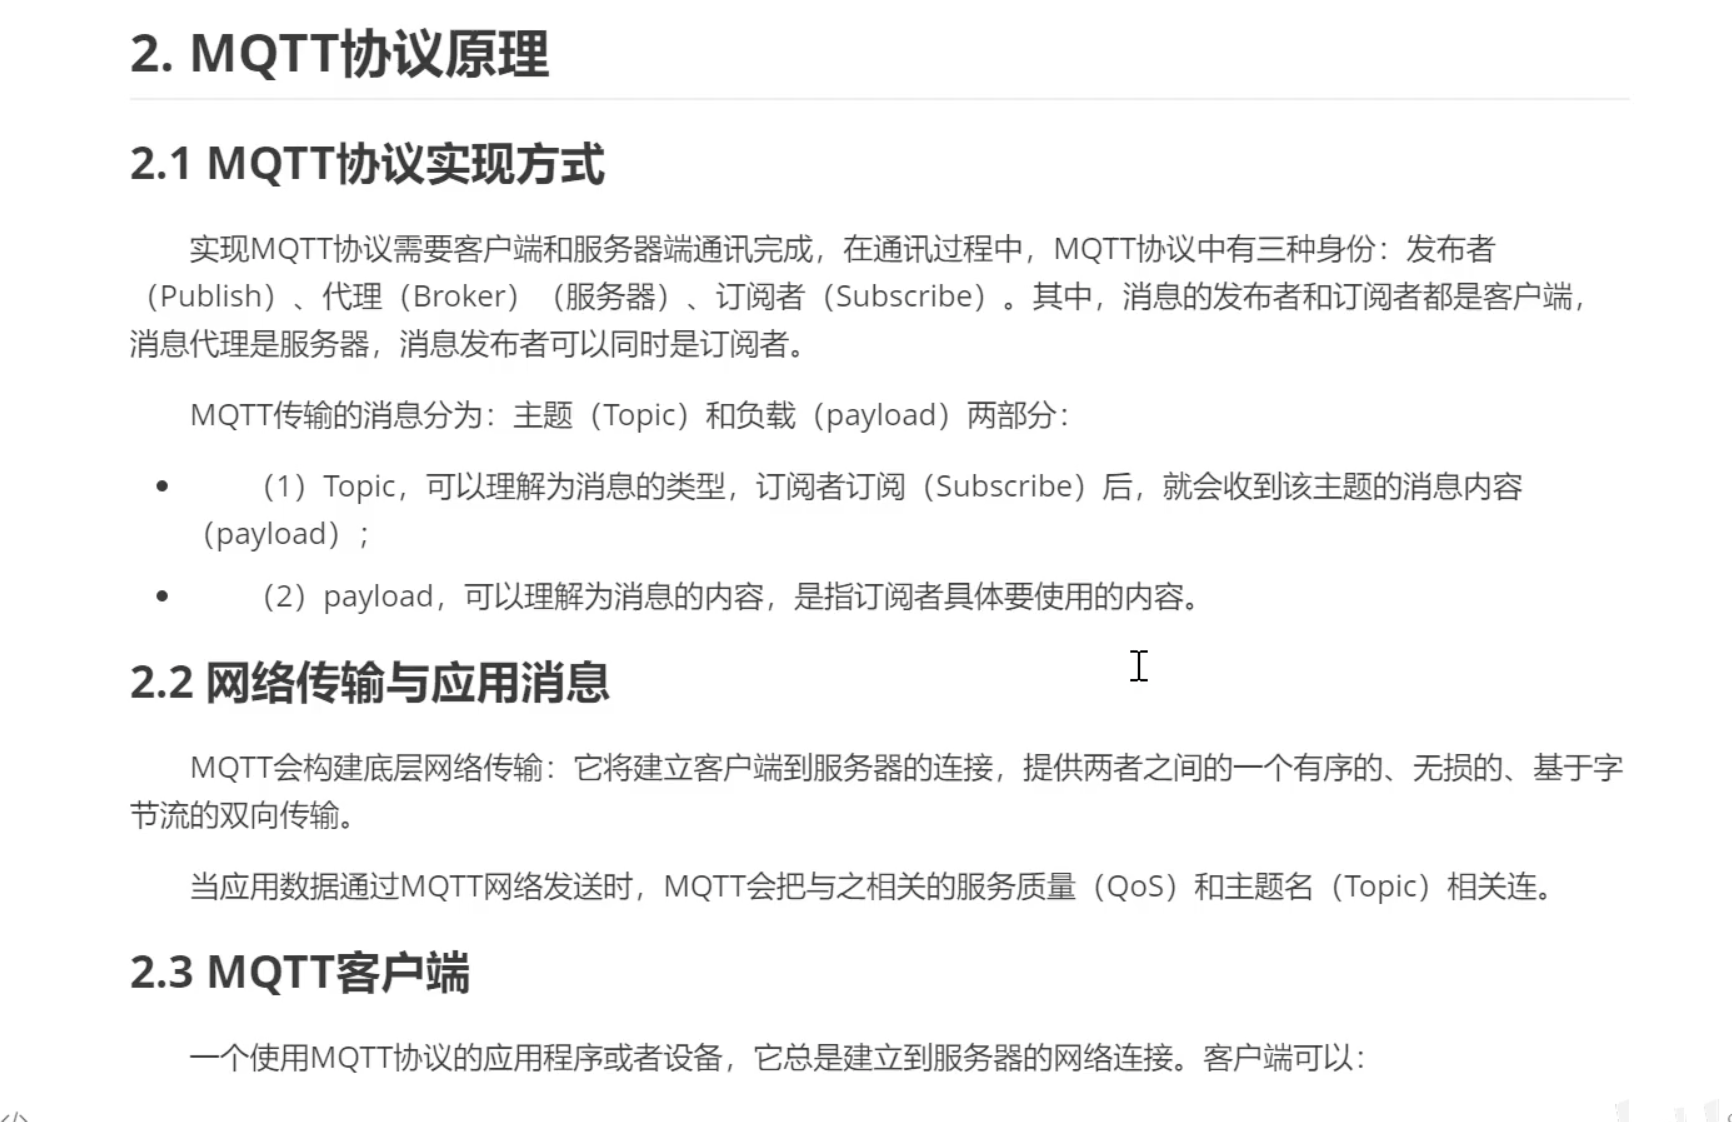 2. MQTT协议原理
2.1 MQTT协议实现方式
实现MQTT协议需要客户端和服务器端通讯完成，在通讯过程中，MQTT协议中有三种身份：发布者
（Publish）、代理（Broker）（服务器）、订阅者（Subscribe）。其中，消息的发布者和订阅者都是客户端，
消息代理是服务器，消息发布者可以同时是订阅者。
MQTT传输的消息分为：主题（Topic）和负载（payload）两部分：
• （1）Topic，可以理解为消息的类型，订阅者订阅（Subscribe）后，就会收到该主题的消息内容
（payload）;
• （2）payload，可以理解为消息的内容，是指订阅者具体要使用的内容。
2.2 网络传输与应用消息
MQTT会构建底层网络传输：它将建立客户端到服务器的连接，提供两者之间的一个有序的、无损的、基于字
节流的双向传输。
当应用数据通过MQTT网络发送时，MQTT会把与之相关的服务质量（QoS）和主题名（Topic）相关连。
2.3 MQTT客户端
一个使用MQTT协议的应用程序或者设备，它总是建立到服务器的网络连接。客户端可以：